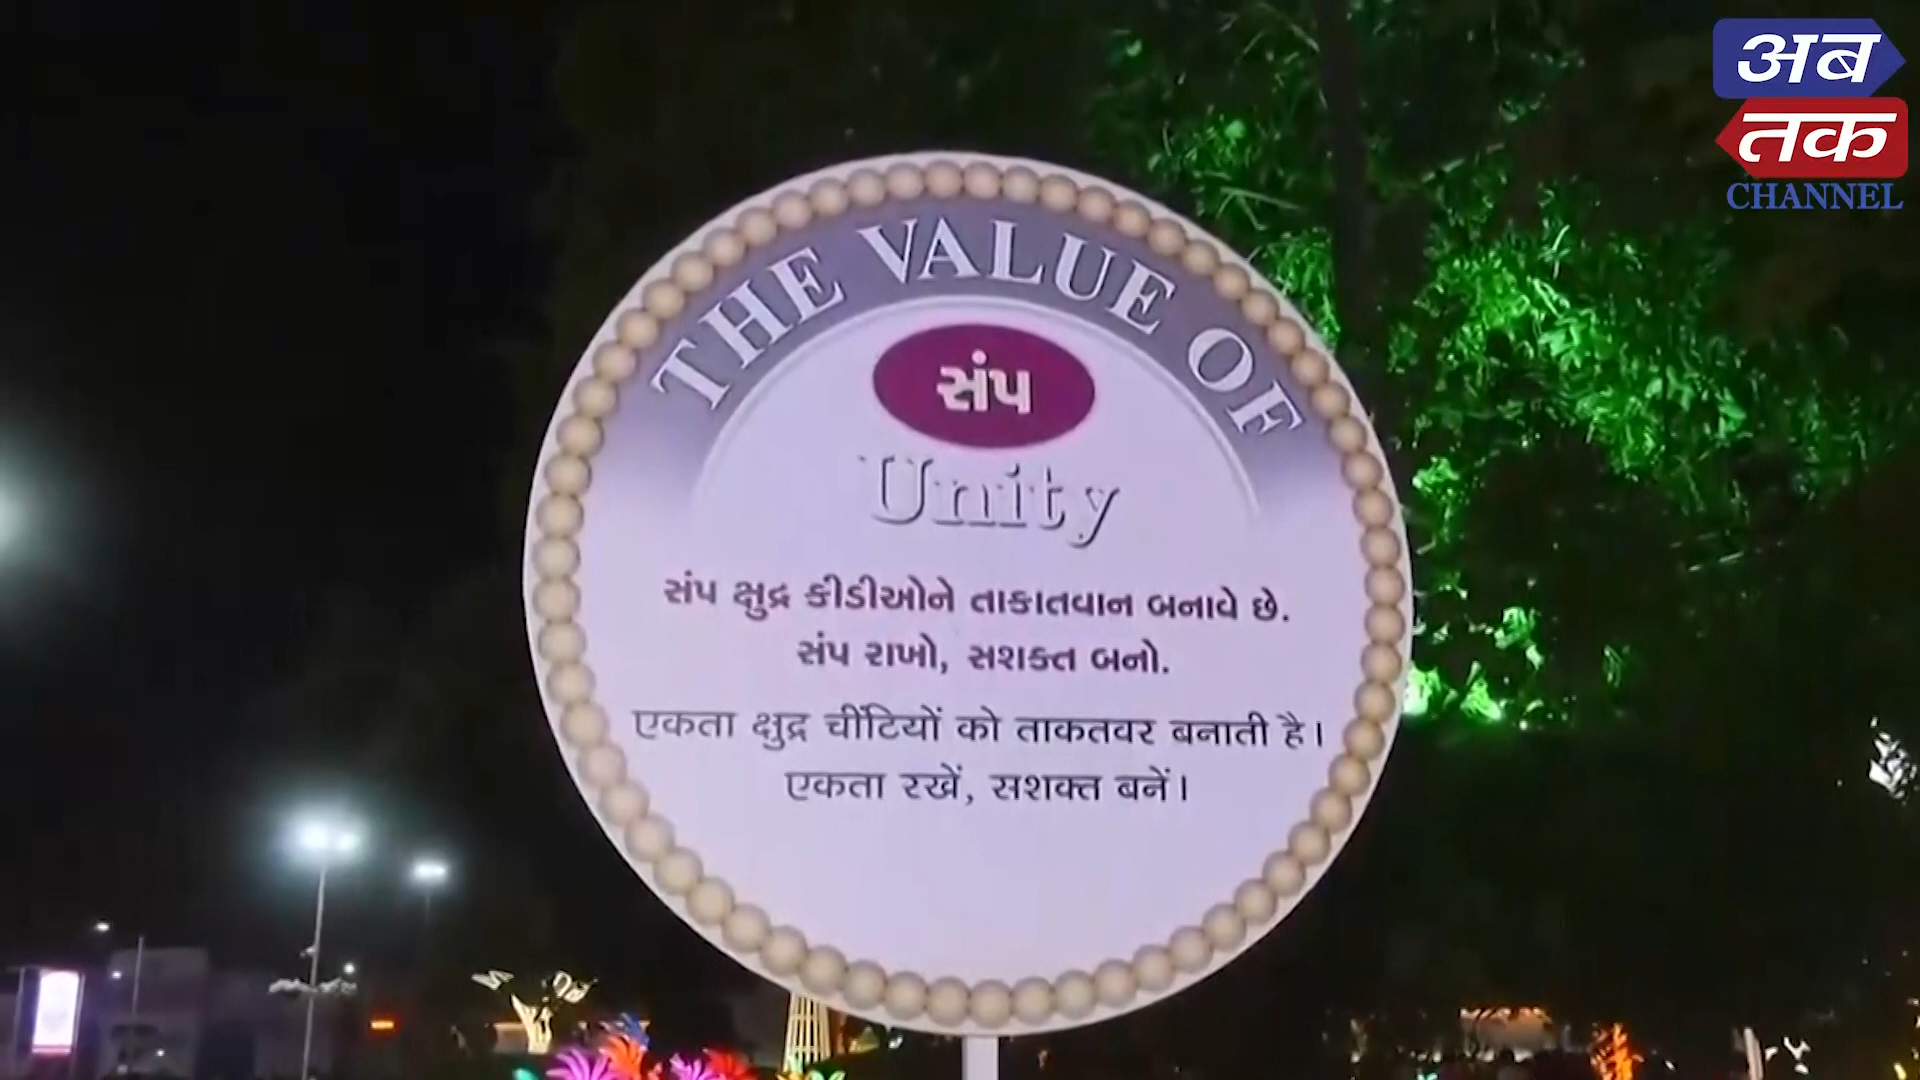 अब
तक
CHANNEL
THE VALUE OF
સંપ
Unity
સંપ ક્ષુદ્ર કીડીઓને તાકાતવાન બનાવે છે.
સંપ રાખો, સશક્ત બનો.
एकता क्षुद्र चींटियों को ताकतवर बनाती है।
एकता रखें, सशक्त बनें।